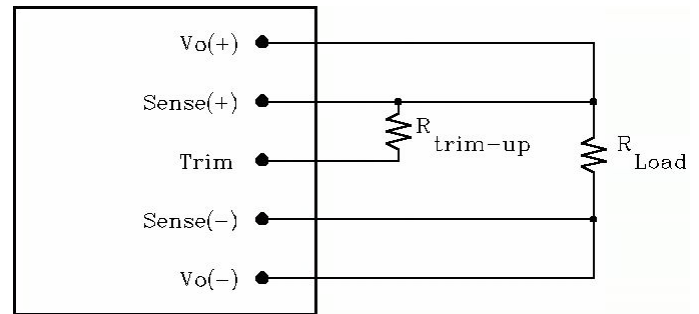 Vo(+)
Sense(+)
R trim-up
Trim
R Load
Sense(-)
Vo(-)